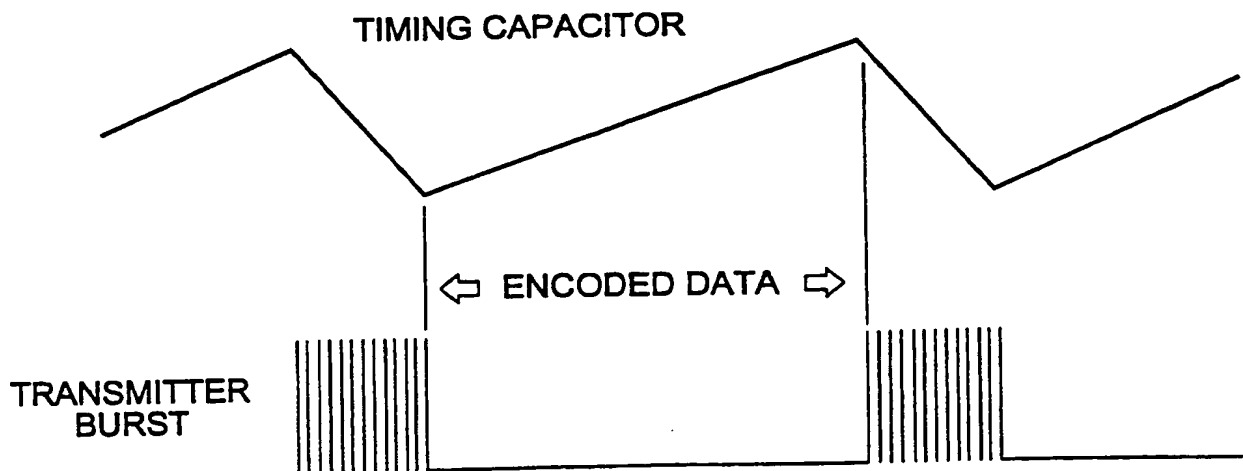 TIMING CAPACITOR
ENCODED DATA
TRANSMITTER
BURST